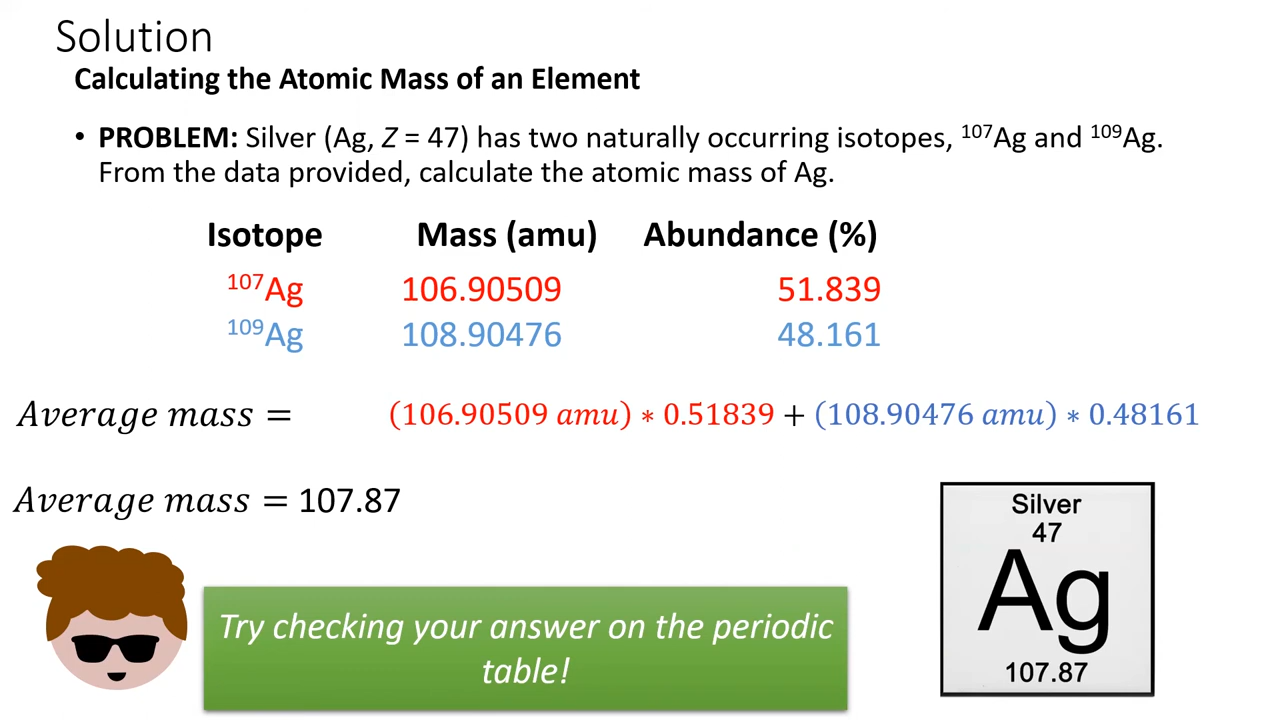 Solution
Calculating the Atomic Mass of an Element
• PROBLEM: Silver (Ag, Z = 47) has two naturally occurring isotopes, ¹⁰⁷Ag and ¹⁰⁹Ag.
From the data provided, calculate the atomic mass of Ag.
Isotope Mass (amu) Abundance (%)
¹⁰⁷Ag 106.90509 51.839
¹⁰⁹Ag 108.90476 48.161
Average mass = (106.90509 amu) * 0.51839 + (108.90476 amu) * 0.48161
Average mass = 107.87
Try checking your answer on the periodic
table!
Silver
47
Ag
107.87